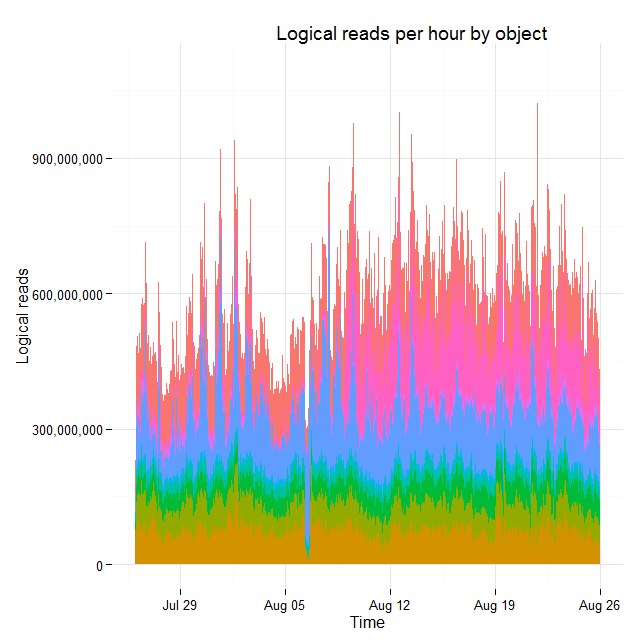 Logical reads per hour by object
Logical reads
900,000,000
600,000,000
300,000,000
0
Jul 29
Aug 05
Aug 12
Aug 19
Aug 26
Time